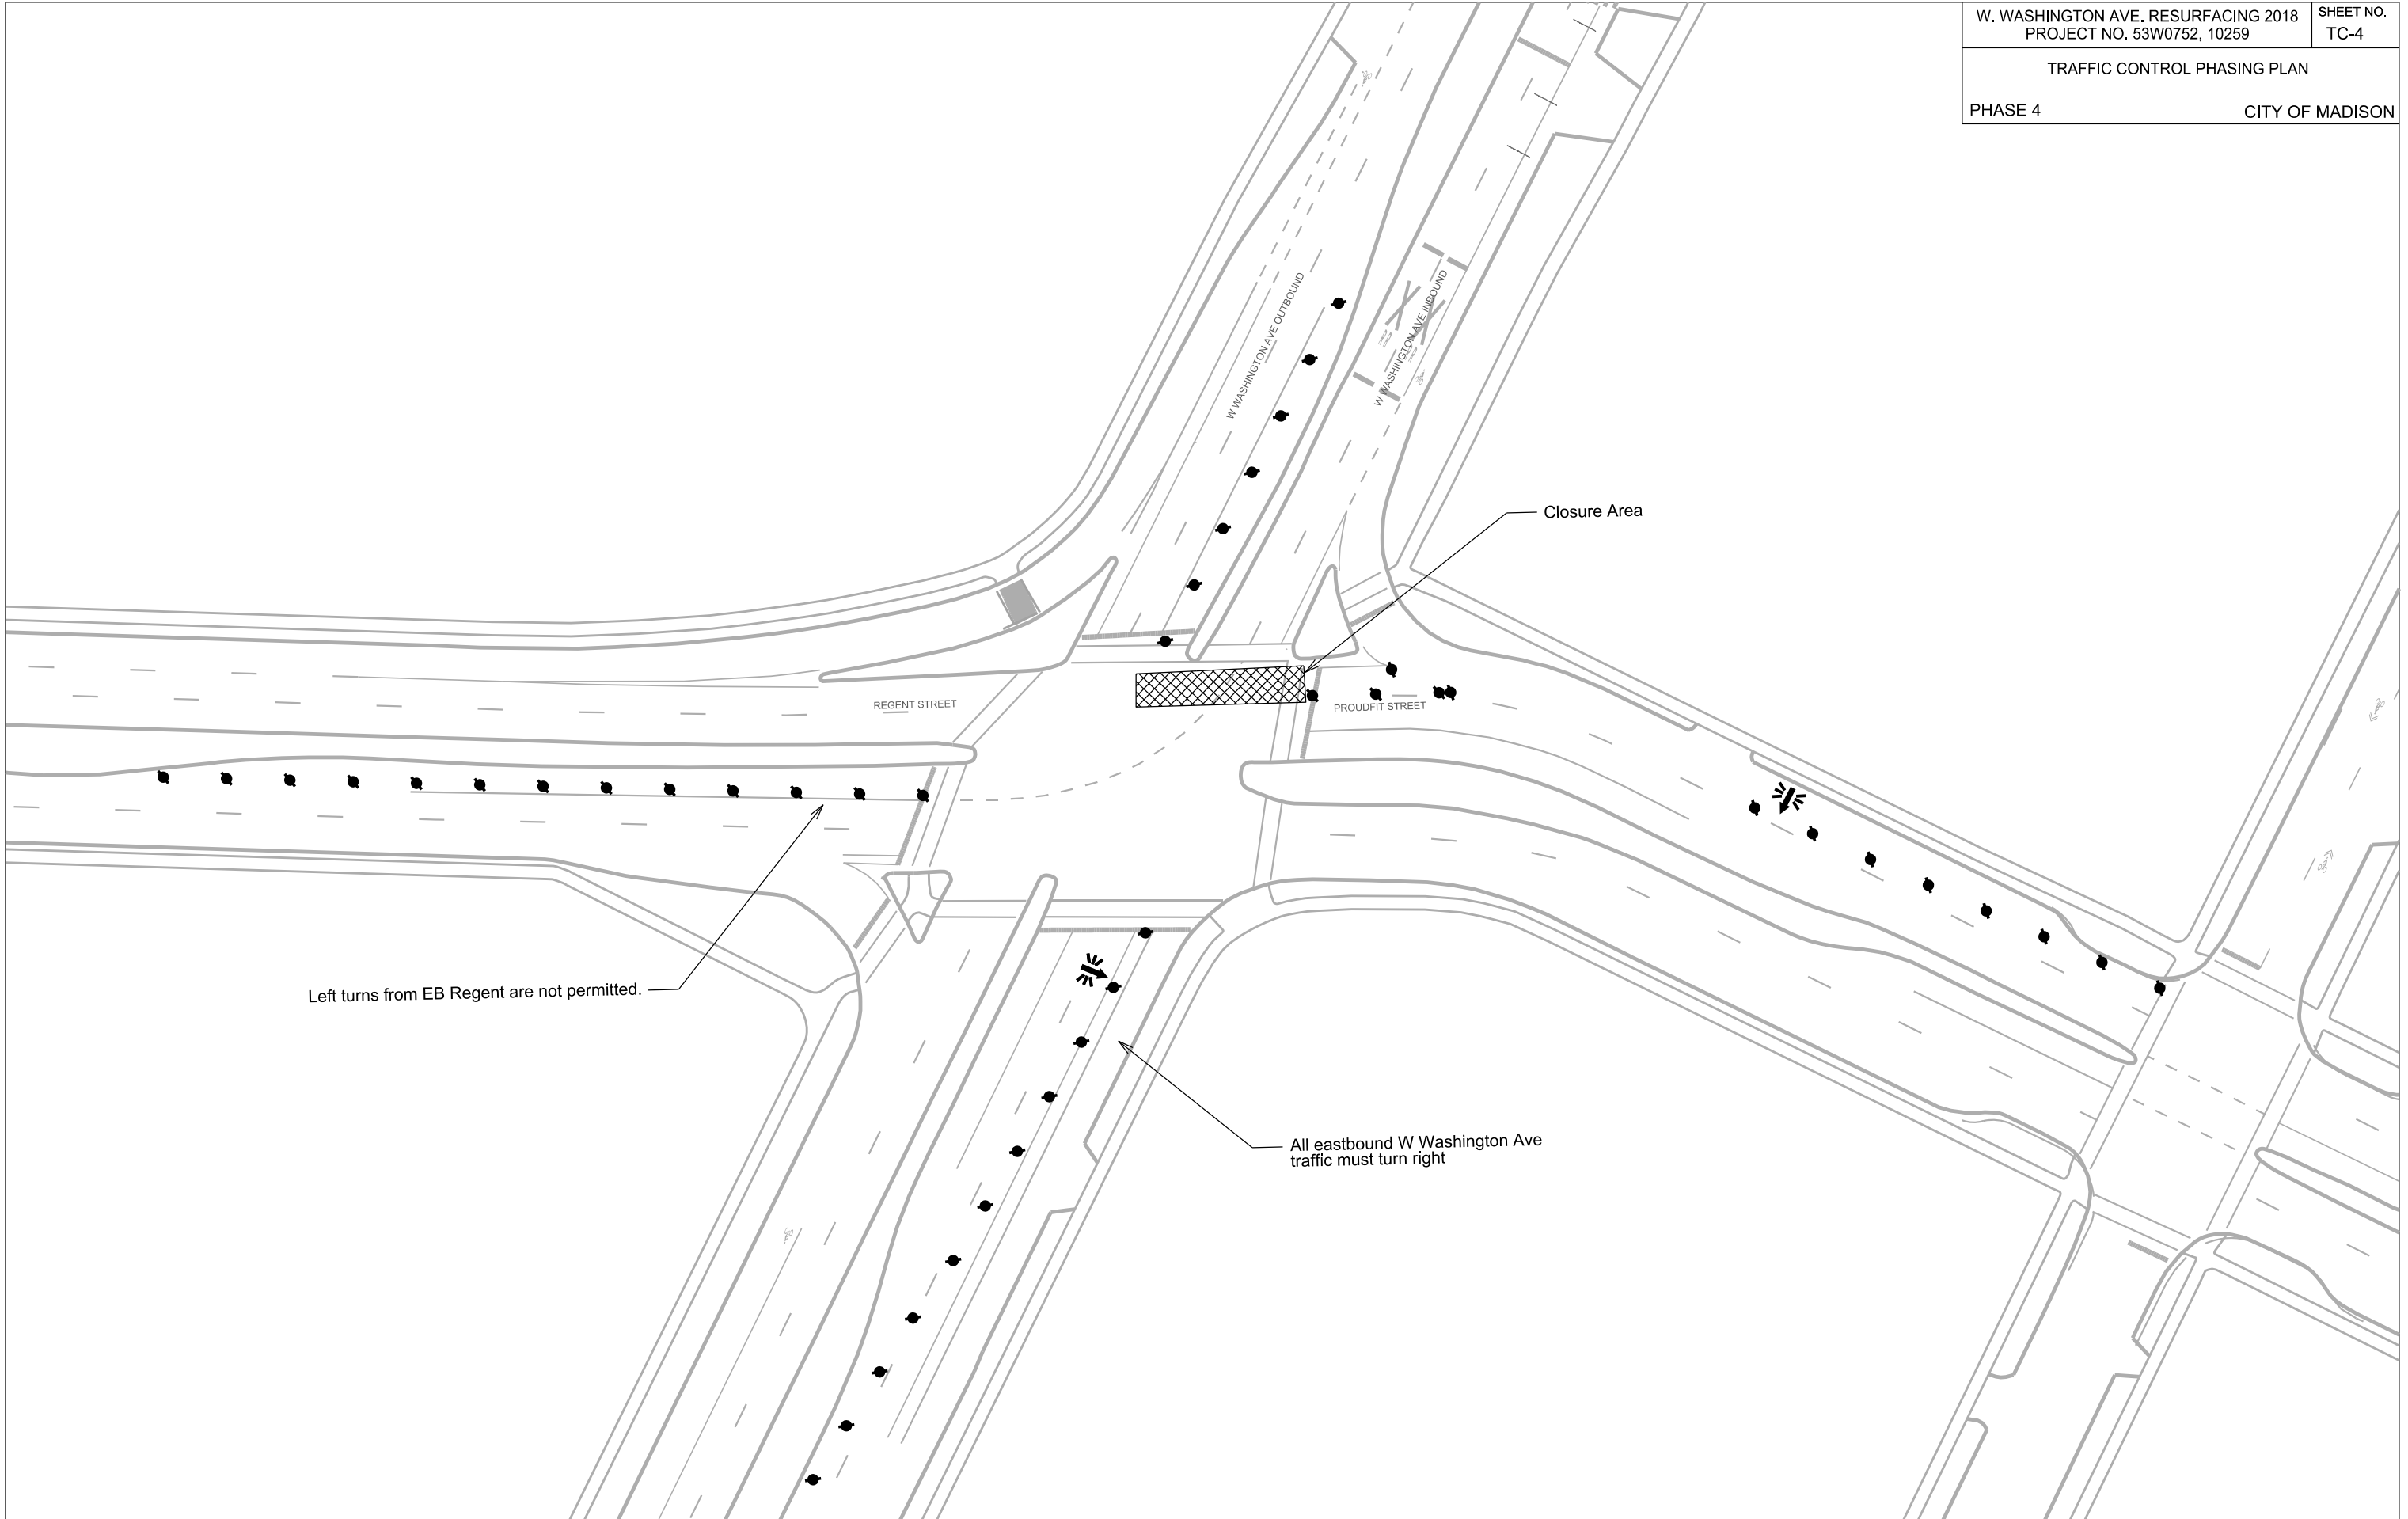 W. WASHINGTON AVE. RESURFACING 2018
PROJECT NO. 53W0752, 10259
SHEET NO.
TC-4
TRAFFIC CONTROL PHASING PLAN
PHASE 4
CITY OF MADISON
W WASHINGTON AVE OUTBOUND
W WASHINGTON AVE INBOUND
Closure Area
REGENT STREET
PROUDFIT STREET
Left turns from EB Regent are not permitted.
All eastbound W Washington Ave
traffic must turn right